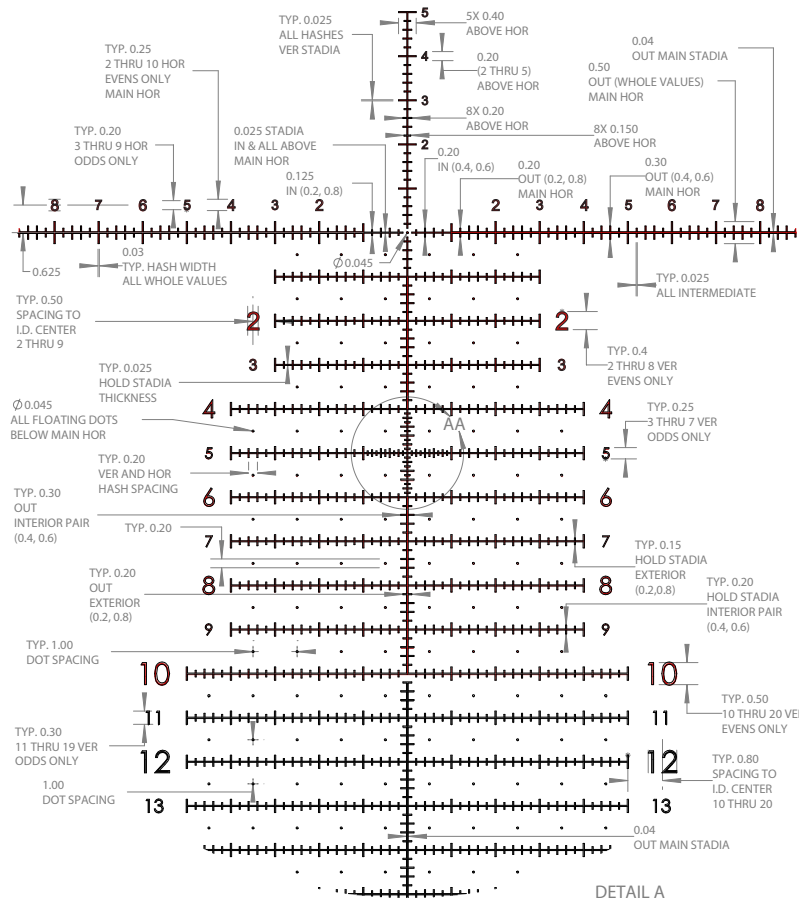 TYP. 0.025
ALL HASHES
VER STADIA
5
5X 0.40
ABOVE HOR
TYP. 0.25
2 THRU 10 HOR
EVENS ONLY
MAIN HOR
4
0.20
(2 THRU 5)
ABOVE HOR
0.04
OUT MAIN STADIA
0.50
OUT (WHOLE VALUES)
MAIN HOR
3
8X 0.20
ABOVE HOR
TYP. 0.20
3 THRU 9 HOR
ODDS ONLY
0.025 STADIA
IN & ALL ABOVE
MAIN HOR
8X 0.150
ABOVE HOR
2
0.125
IN (0.2, 0.8)
0.20
IN (0.4, 0.6)
0.20
OUT (0.2, 0.8)
MAIN HOR
0.30
OUT (0.4, 0.6)
MAIN HOR
8 7 6 5 4 3 2 2 3 4 5 6 7 8
0.625
0.03
TYP. HASH WIDTH
ALL WHOLE VALUES
Ø 0.045
TYP. 0.025
ALL INTERMEDIATE
TYP. 0.50
SPACING TO
I.D. CENTER
2 THRU 9
2 2
TYP. 0.4
2 THRU 8 VER
EVENS ONLY
3 3
TYP. 0.025
HOLD STADIA
THICKNESS
Ø 0.045
ALL FLOATING DOTS
BELOW MAIN HOR
4 4
AA
TYP. 0.25
3 THRU 7 VER
ODDS ONLY
5 5
TYP. 0.20
VER AND HOR
HASH SPACING
TYP. 0.30
OUT
INTERIOR PAIR
(0.4, 0.6)
6 6
TYP. 0.20
7 7
TYP. 0.15
HOLD STADIA
EXTERIOR
(0.2,0.8)
TYP. 0.20
OUT
EXTERIOR
(0.2, 0.8)
8 8
TYP. 0.20
HOLD STADIA
INTERIOR PAIR
(0.4, 0.6)
9 9
TYP. 1.00
DOT SPACING
10 10
TYP. 0.50
10 THRU 20 VER
EVENS ONLY
11 11
TYP. 0.30
11 THRU 19 VER
ODDS ONLY
12 12
TYP. 0.80
SPACING TO
I.D. CENTER
10 THRU 20
1.00
DOT SPACING
13 13
0.04
OUT MAIN STADIA
DETAIL A